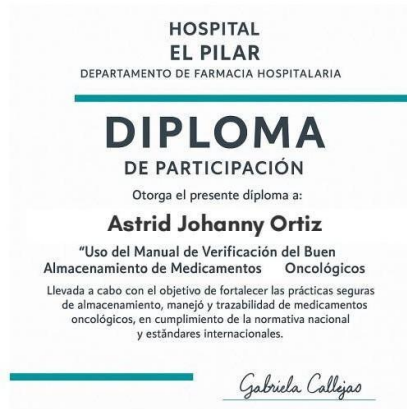 HOSPITAL
EL PILAR
DEPARTAMENTO DE FARMACIA HOSPITALARIA
DIPLOMA
DE PARTICIPACIÓN
Otorga el presente diploma a:
Astrid Johanny Ortiz
“Uso del Manual de Verificación del Buen
Almacenamiento de Medicamentos Oncológicos
Llevada a cabo con el objetivo de fortalecer las prácticas seguras
de almacenamiento, manejó y trazabilidad de medicamentos
oncológicos, en cumplimiento de la normativa nacional
y estándares internacionales.
Gabriela Callejas